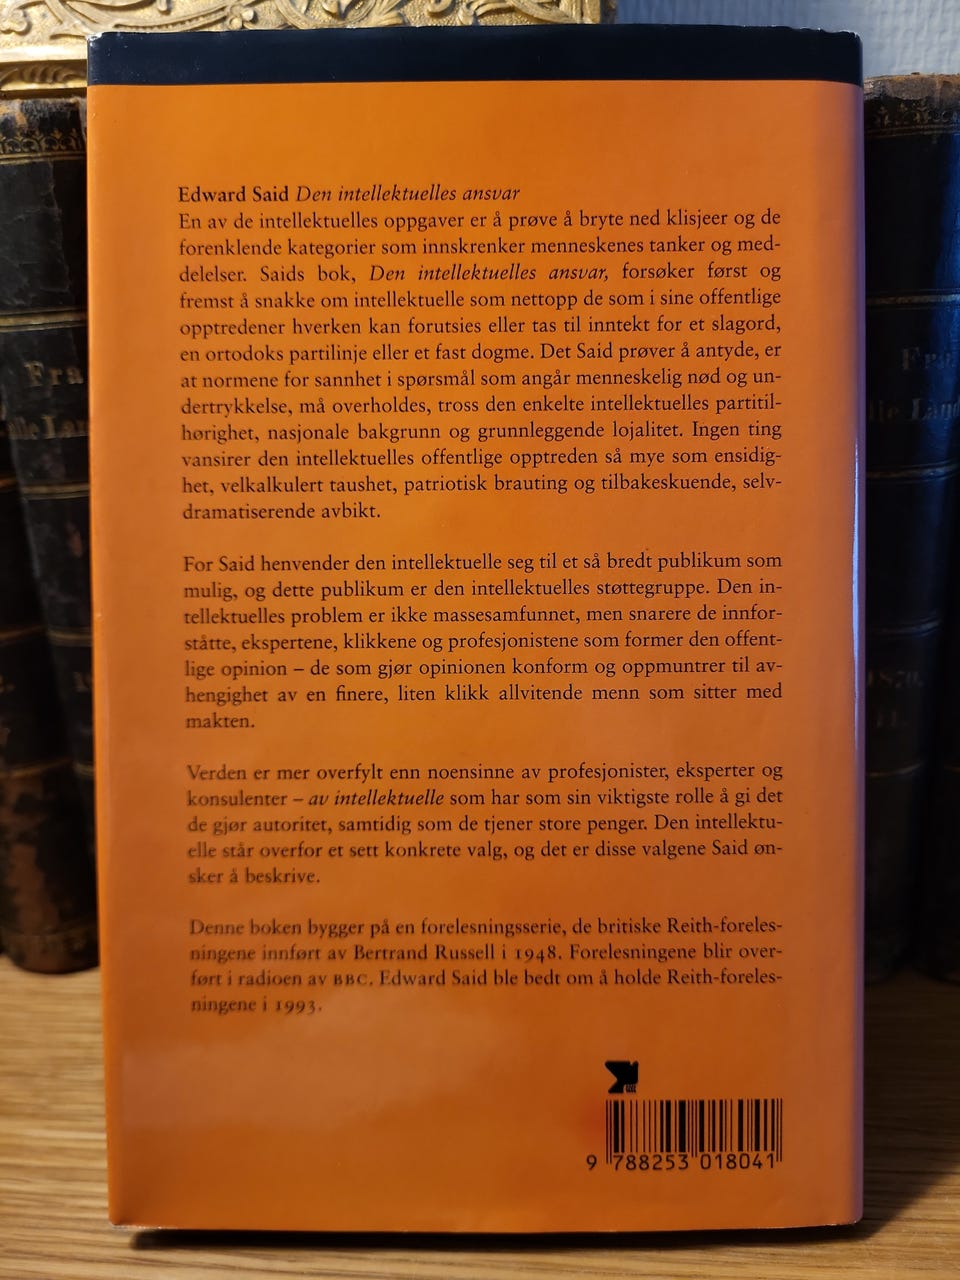 Edward Said Den intellektuelles ansvar
En av de intellektuelles oppgaver er å prøve å bryte ned klisjeer og de
forenklende kategorier som innskrenker menneskenes tanker og med-
delelser. Saids bok, Den intellektuelles ansvar, forsøker først og
fremst å snakke om intellektuelle som nettopp de som i sine offentlige
opptredener hverken kan forutsies eller tas til inntekt for et slagord,
en ortodoks partilinje eller et fast dogme. Det Said prøver å antyde, er
at normene for sannhet i spørsmål som angår menneskelig nød og un-
dertrykkelse, må overholdes, tross den enkelte intellektuelles partitil-
hørighet, nasjonale bakgrunn og grunnleggende lojalitet. Ingen ting
vansirer den intellektuelles offentlige opptreden så mye som ensidig-
het, velkalkulert taushet, patriotisk brauting og tilbakeskuende, selv-
dramatiserende avbikt.
For Said henvender den intellektuelle seg til et så bredt publikum som
mulig, og dette publikum er den intellektuelles støttegruppe. Den in-
tellektuelles problem er ikke massesamfunnet, men snarere de innfor-
ståtte, ekspertene, klikkene og profesjonistene som former den offent-
lige opinion – de som gjør opinionen konform og oppmuntrer til av-
hengighet av en finere, liten klikk allvitende menn som sitter med
makten.
Verden er mer overfylt enn noensinne av profesjonister, eksperter og
konsulenter – av intellektuelle som har som sin viktigste rolle å gi det
de gjør autoritet, samtidig som de tjener store penger. Den intellektu-
elle står overfor et sett konkrete valg, og det er disse valgene Said øn-
sker å beskrive.
Denne boken bygger på en forelesningsserie, de britiske Reith-foreles-
ningene innført av Bertrand Russell i 1948. Forelesningene blir over-
ført i radioen av BBC. Edward Said ble bedt om å holde Reith-foreles-
ningene i 1993.
9 788253 018041